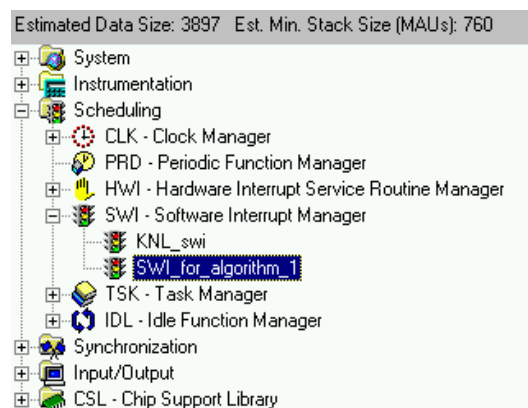 Estimated Data Size: 3897 Est. Min. Stack Size (MAUs): 760
System
Instrumentation
Scheduling
CLK - Clock Manager
PRD - Periodic Function Manager
HWI - Hardware Interrupt Service Routine Manager
SWI - Software Interrupt Manager
KNL_swi
SWI_for_algorithm_1
TSK - Task Manager
IDL - Idle Function Manager
Synchronization
Input/Output
CSL - Chip Support Library